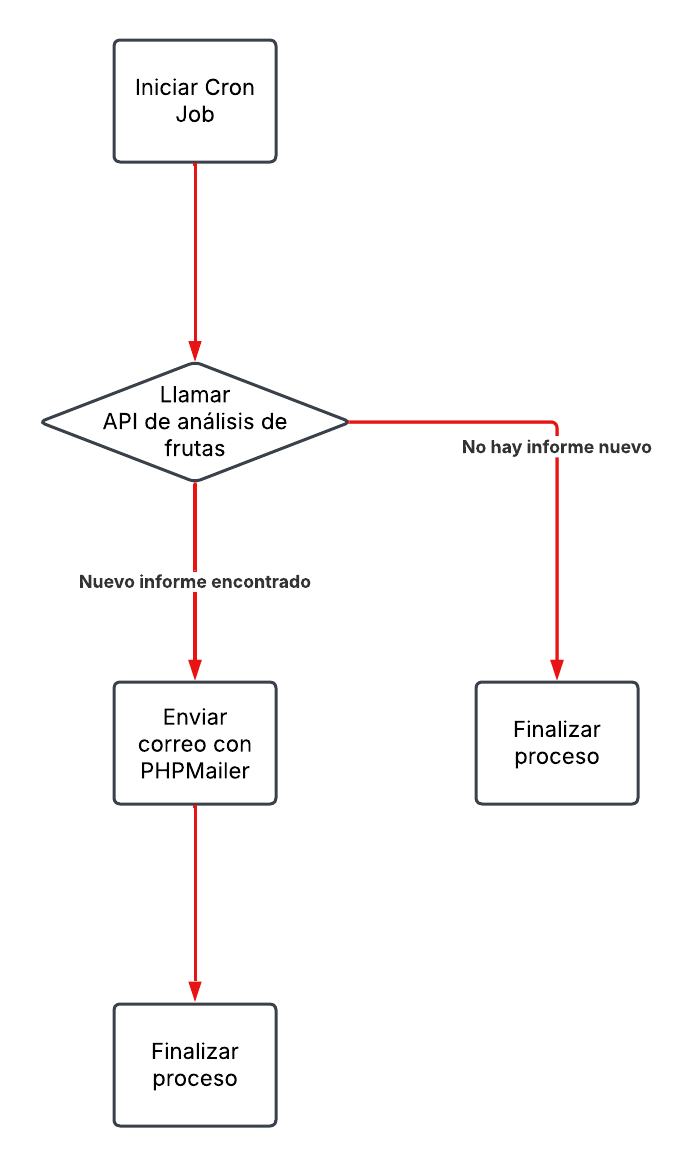 Iniciar Cron
Job
Llamar
API de análisis de
frutas
No hay informe nuevo
Nuevo informe encontrado
Enviar
correo con
PHPMailer
Finalizar
proceso
Finalizar
proceso